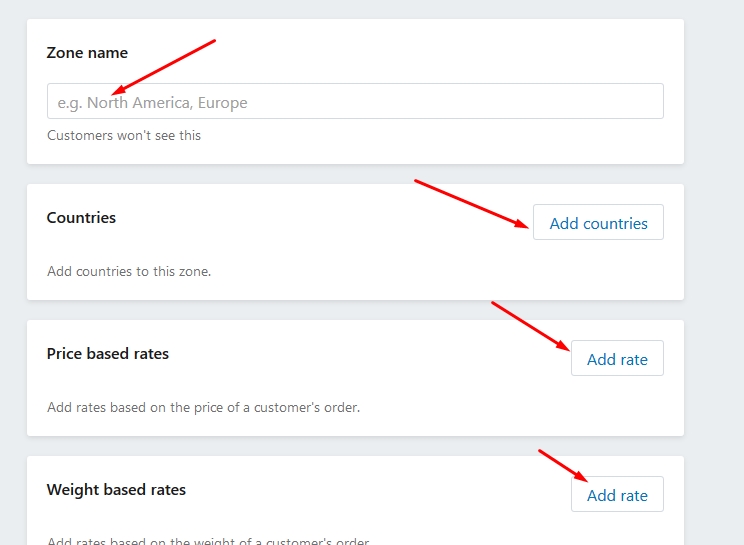 Zone name
e.g. North America, Europe
Customers won't see this
Countries
Add countries
Add countries to this zone.
Price based rates
Add rate
Add rates based on the price of a customer's order.
Weight based rates
Add rate
Add rates based on the weight of a customer's order.